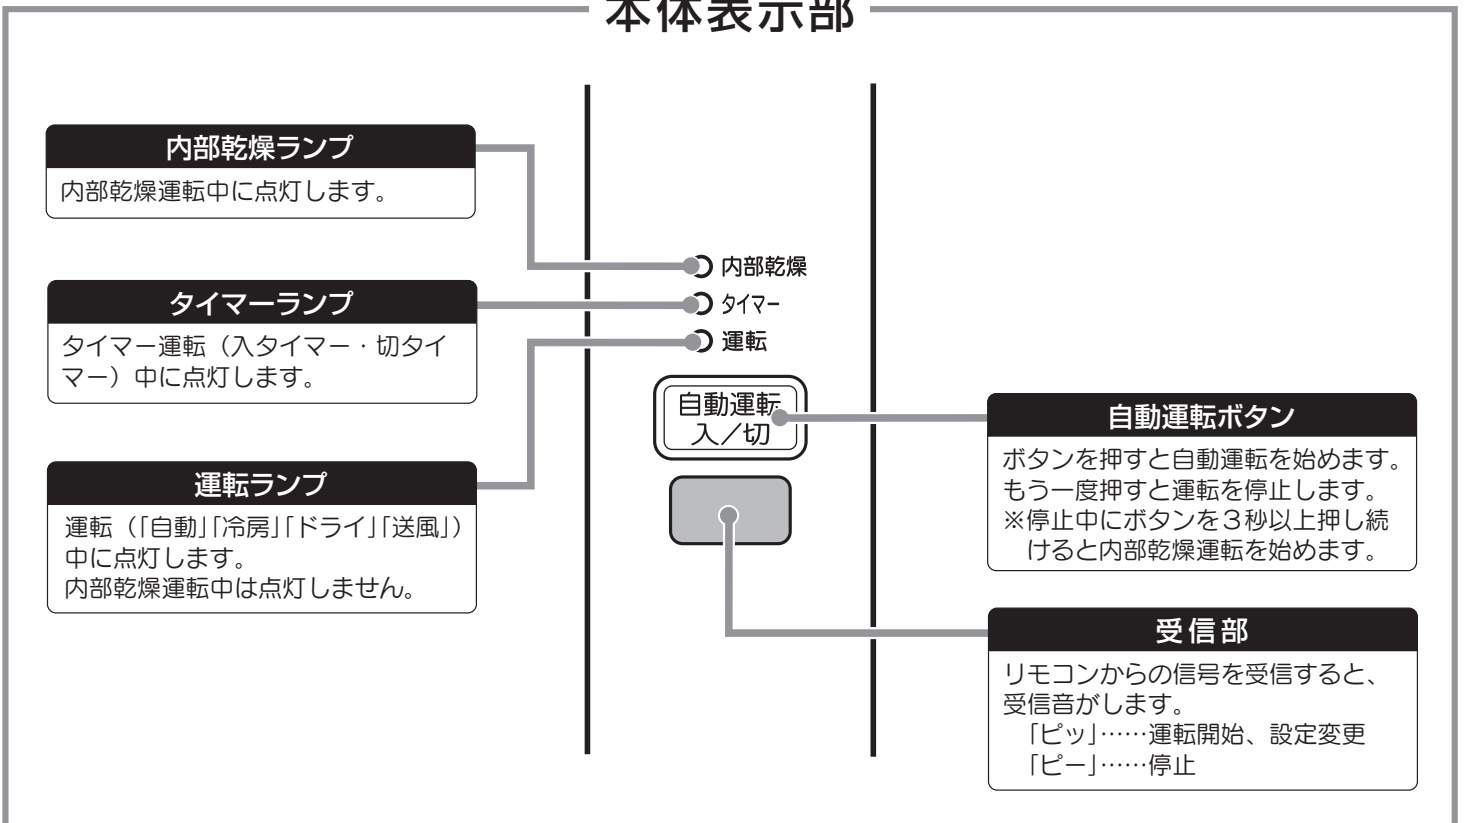 本体表示部
内部乾燥ランプ
内部乾燥運転中に点灯します。
タイマーランプ
タイマー運転（入タイマー・切タイ
マー）中に点灯します。
運転ランプ
運転（「自動」「冷房」「ドライ」「送風」）
中に点灯します。
内部乾燥運転中は点灯しません。
内部乾燥
タイマー
運転
自動運転
入／切
自動運転ボタン
ボタンを押すと自動運転を始めます。
もう一度押すと運転を停止します。
※停止中にボタンを３秒以上押し続
けると内部乾燥運転を始めます。
受信部
リモコンからの信号を受信すると、
受信音がします。
「ピッ」……運転開始、設定変更
「ピー」……停止